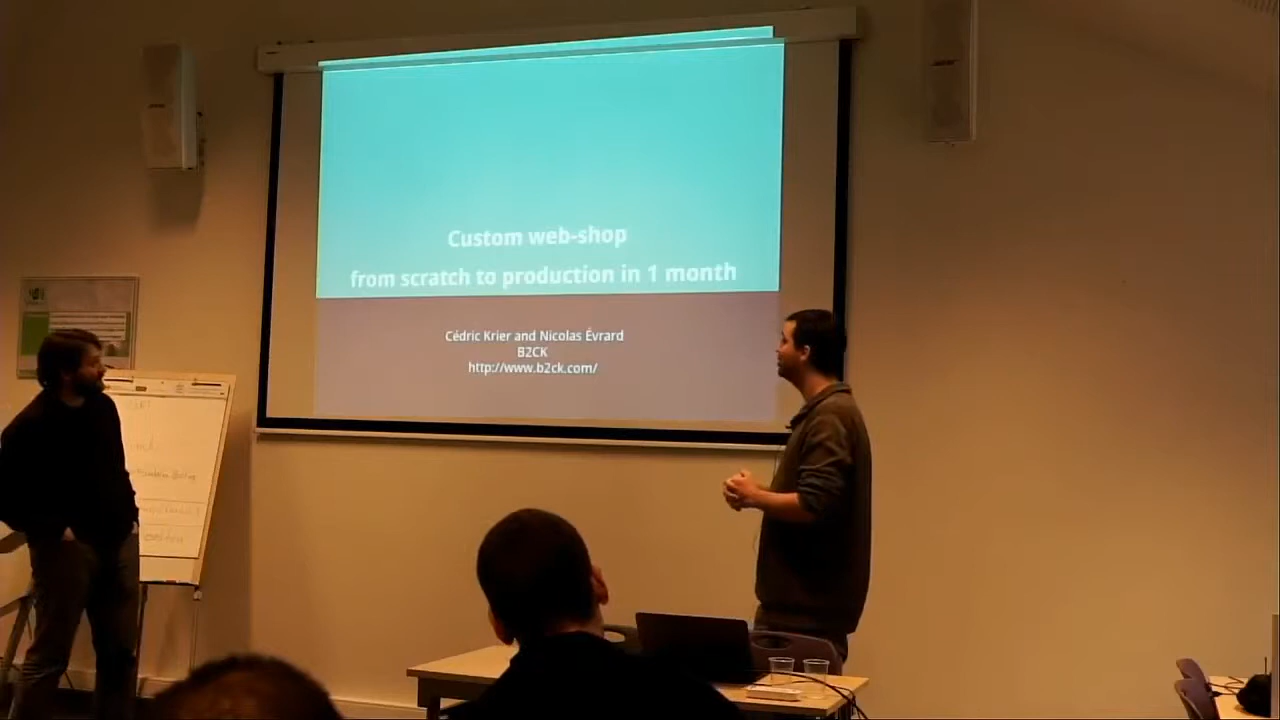 Custom web-shop
from scratch to production in 1 month
Cédric Krier and Nicolas Évrard
B2CK
http://www.b2ck.com/